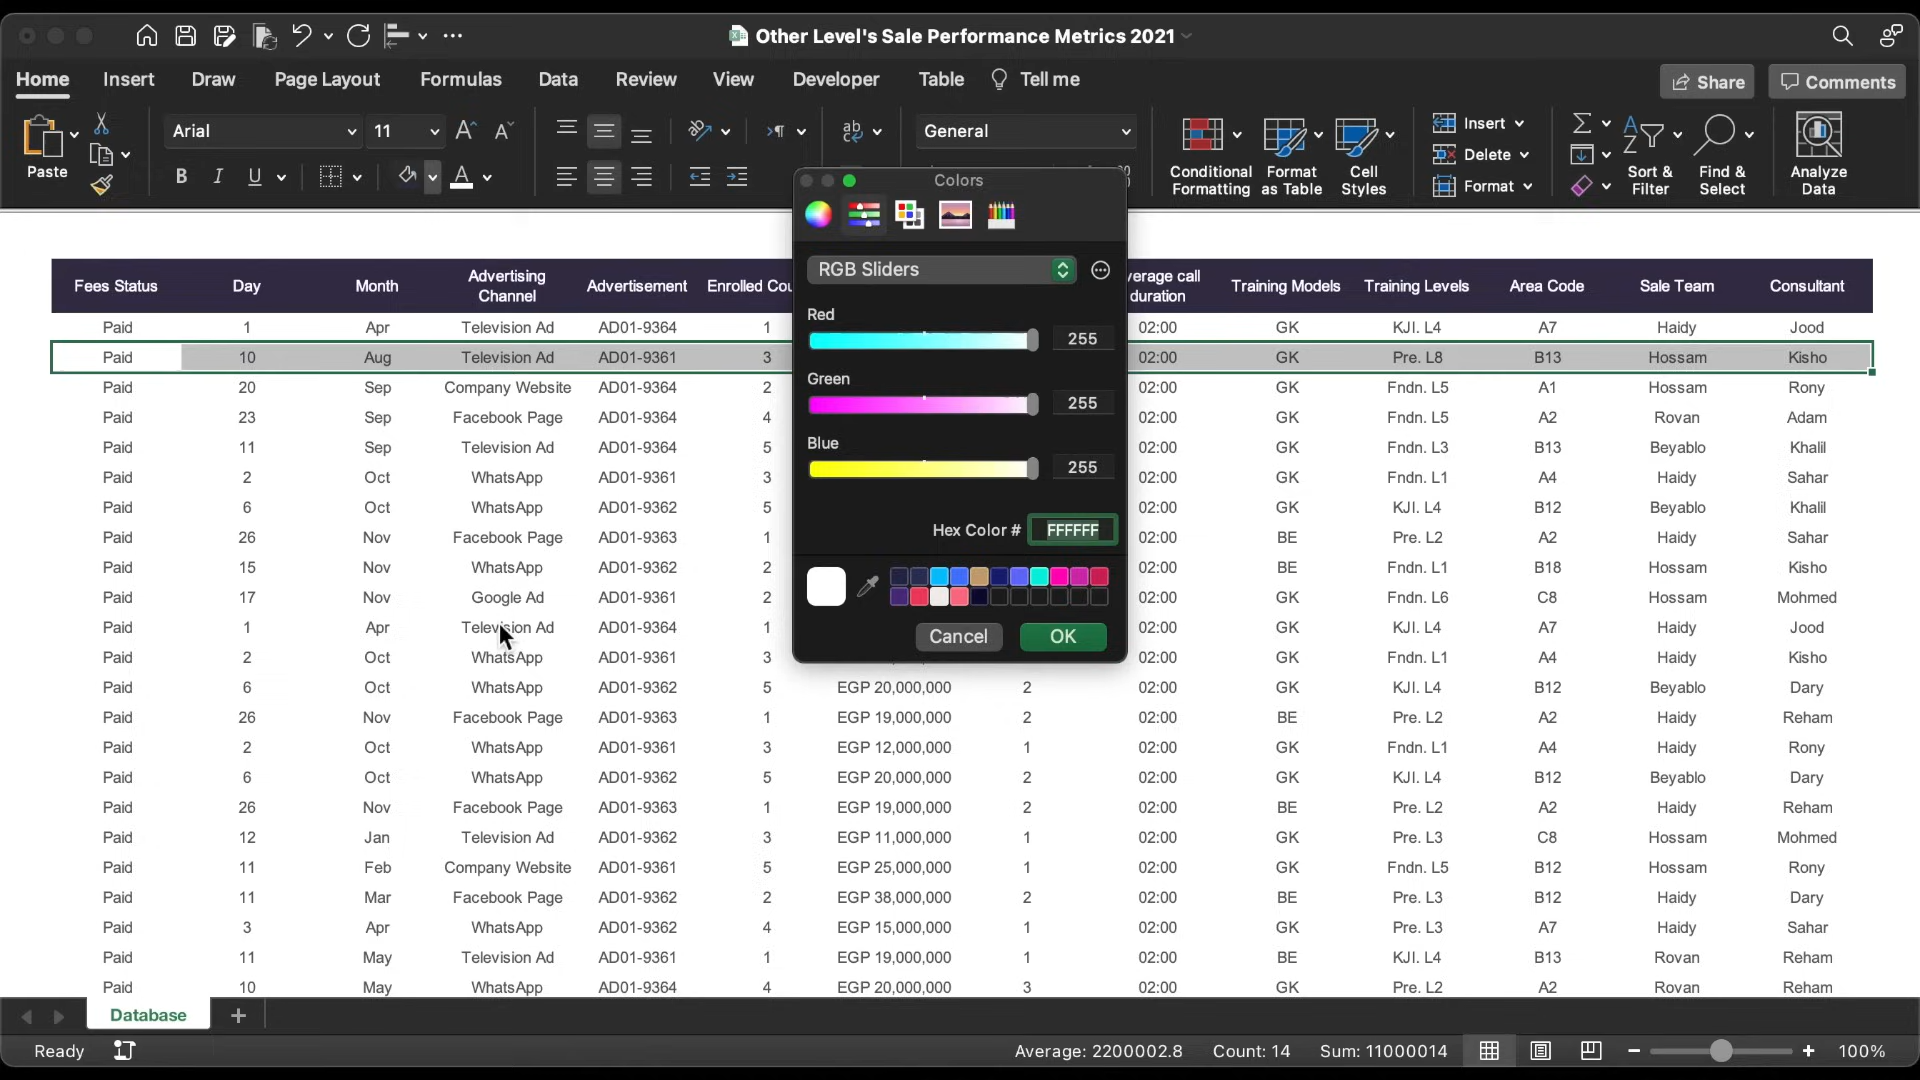 Other Level's Sale Performance Metrics 2021
Home Insert Draw Page Layout Formulas Data Review View Developer Table Tell me Share Comments
Paste Arial 11 B I U A General Conditional Formatting Format as Table Cell Styles Insert Delete Format Sort & Filter Find & Select Analyze Data
Colors
RGB Sliders
Red 255
Green 255
Blue 255
Hex Color # FFFFFF
Cancel OK
Fees Status Day Month Advertising Channel Advertisement Enrolled Cou verage call duration Training Models Training Levels Area Code Sale Team Consultant
Paid 1 Apr Television Ad AD01-9364 1 02:00 GK KJI. L4 A7 Haidy Jood
Paid 10 Aug Television Ad AD01-9361 3 02:00 GK Pre. L8 B13 Hossam Kisho
Paid 20 Sep Company Website AD01-9364 2 02:00 GK Fndn. L5 A1 Hossam Rony
Paid 23 Sep Facebook Page AD01-9364 4 02:00 GK Fndn. L5 A2 Rovan Adam
Paid 11 Sep Television Ad AD01-9364 5 02:00 GK Fndn. L3 B13 Beyablo Khalil
Paid 2 Oct WhatsApp AD01-9361 3 02:00 GK Fndn. L1 A4 Haidy Sahar
Paid 6 Oct WhatsApp AD01-9362 5 02:00 GK KJI. L4 B12 Beyablo Khalil
Paid 26 Nov Facebook Page AD01-9363 1 02:00 BE Pre. L2 A2 Haidy Sahar
Paid 15 Nov WhatsApp AD01-9362 2 02:00 BE Fndn. L1 B18 Hossam Kisho
Paid 17 Nov Google Ad AD01-9361 2 02:00 GK Fndn. L6 C8 Hossam Mohmed
Paid 1 Apr Television Ad AD01-9364 1 02:00 GK KJI. L4 A7 Haidy Jood
Paid 2 Oct WhatsApp AD01-9361 3 02:00 GK Fndn. L1 A4 Haidy Kisho
Paid 6 Oct WhatsApp AD01-9362 5 EGP 20,000,000 2 02:00 GK KJI. L4 B12 Beyablo Dary
Paid 26 Nov Facebook Page AD01-9363 1 EGP 19,000,000 2 02:00 BE Pre. L2 A2 Haidy Reham
Paid 2 Oct WhatsApp AD01-9361 3 EGP 12,000,000 1 02:00 GK Fndn. L1 A4 Haidy Rony
Paid 6 Oct WhatsApp AD01-9362 5 EGP 20,000,000 2 02:00 GK KJI. L4 B12 Beyablo Dary
Paid 26 Nov Facebook Page AD01-9363 1 EGP 19,000,000 2 02:00 BE Pre. L2 A2 Haidy Reham
Paid 12 Jan Television Ad AD01-9362 3 EGP 11,000,000 1 02:00 GK Pre. L3 C8 Hossam Mohmed
Paid 11 Feb Company Website AD01-9361 5 EGP 25,000,000 1 02:00 GK Fndn. L5 B12 Hossam Rony
Paid 11 Mar Facebook Page AD01-9362 2 EGP 38,000,000 2 02:00 BE Pre. L3 B12 Haidy Dary
Paid 3 Apr WhatsApp AD01-9362 4 EGP 15,000,000 1 02:00 GK Pre. L3 A7 Haidy Sahar
Paid 11 May Television Ad AD01-9361 1 EGP 19,000,000 1 02:00 BE KJI. L4 B13 Rovan Reham
Paid 10 May WhatsApp AD01-9364 4 EGP 20,000,000 3 02:00 GK Pre. L2 A2 Rovan Reham
Database
Ready Average: 2200002.8 Count: 14 Sum: 11000014 100%